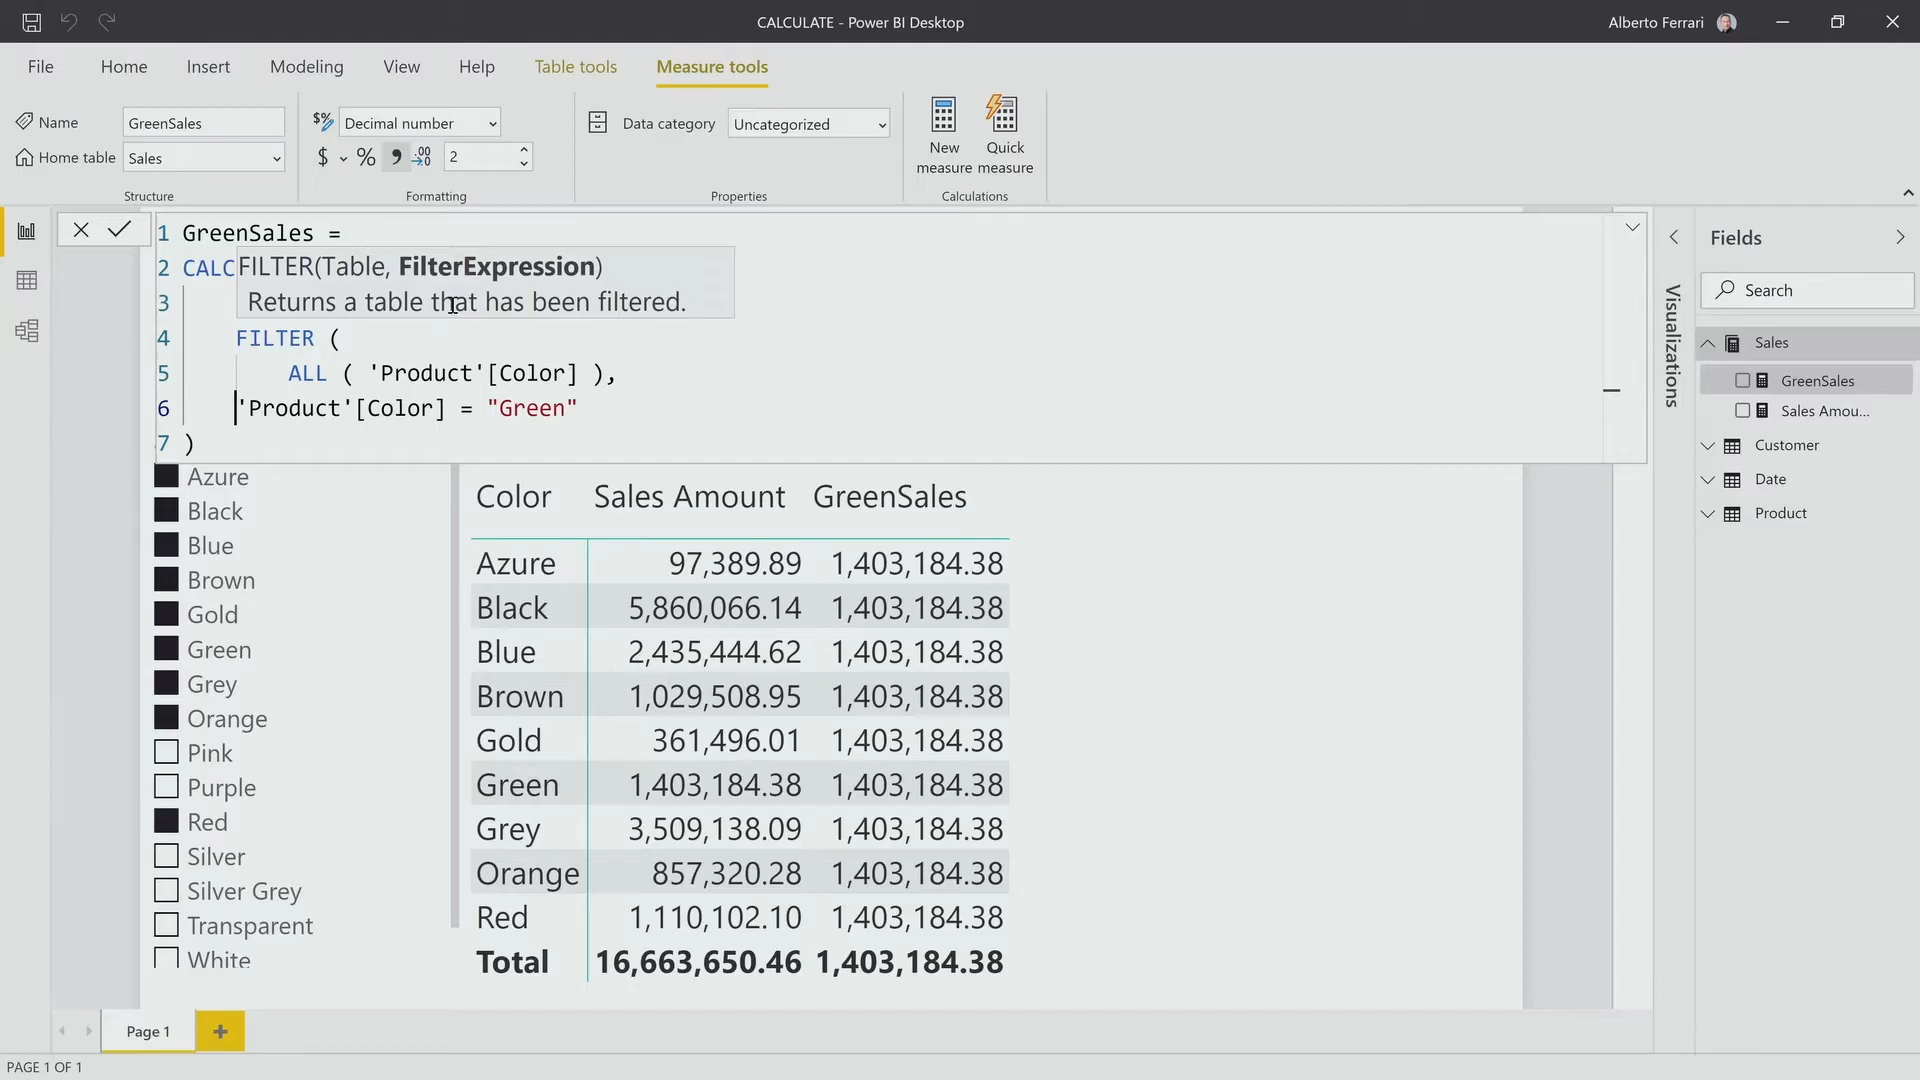 CALCULATE - Power BI Desktop
Alberto Ferrari
File Home Insert Modeling View Help Table tools Measure tools
Name GreenSales
Home table Sales
Structure
$% Decimal number
$ % , .00 →.0 2
Formatting
Data category Uncategorized
Properties
New measure
Quick measure
Calculations
1 GreenSales =
2 CALC
FILTER(Table, FilterExpression)
Returns a table that has been filtered.
3
4 FILTER (
5 ALL ( 'Product'[Color] ),
6 'Product'[Color] = "Green"
7 )
Azure
Black
Blue
Brown
Gold
Green
Grey
Orange
Pink
Purple
Red
Silver
Silver Grey
Transparent
White
Color Sales Amount GreenSales
Azure 97,389.89 1,403,184.38
Black 5,860,066.14 1,403,184.38
Blue 2,435,444.62 1,403,184.38
Brown 1,029,508.95 1,403,184.38
Gold 361,496.01 1,403,184.38
Green 1,403,184.38 1,403,184.38
Grey 3,509,138.09 1,403,184.38
Orange 857,320.28 1,403,184.38
Red 1,110,102.10 1,403,184.38
Total 16,663,650.46 1,403,184.38
Visualizations
Fields
Search
Sales
GreenSales
Sales Amou...
Customer
Date
Product
Page 1
PAGE 1 OF 1